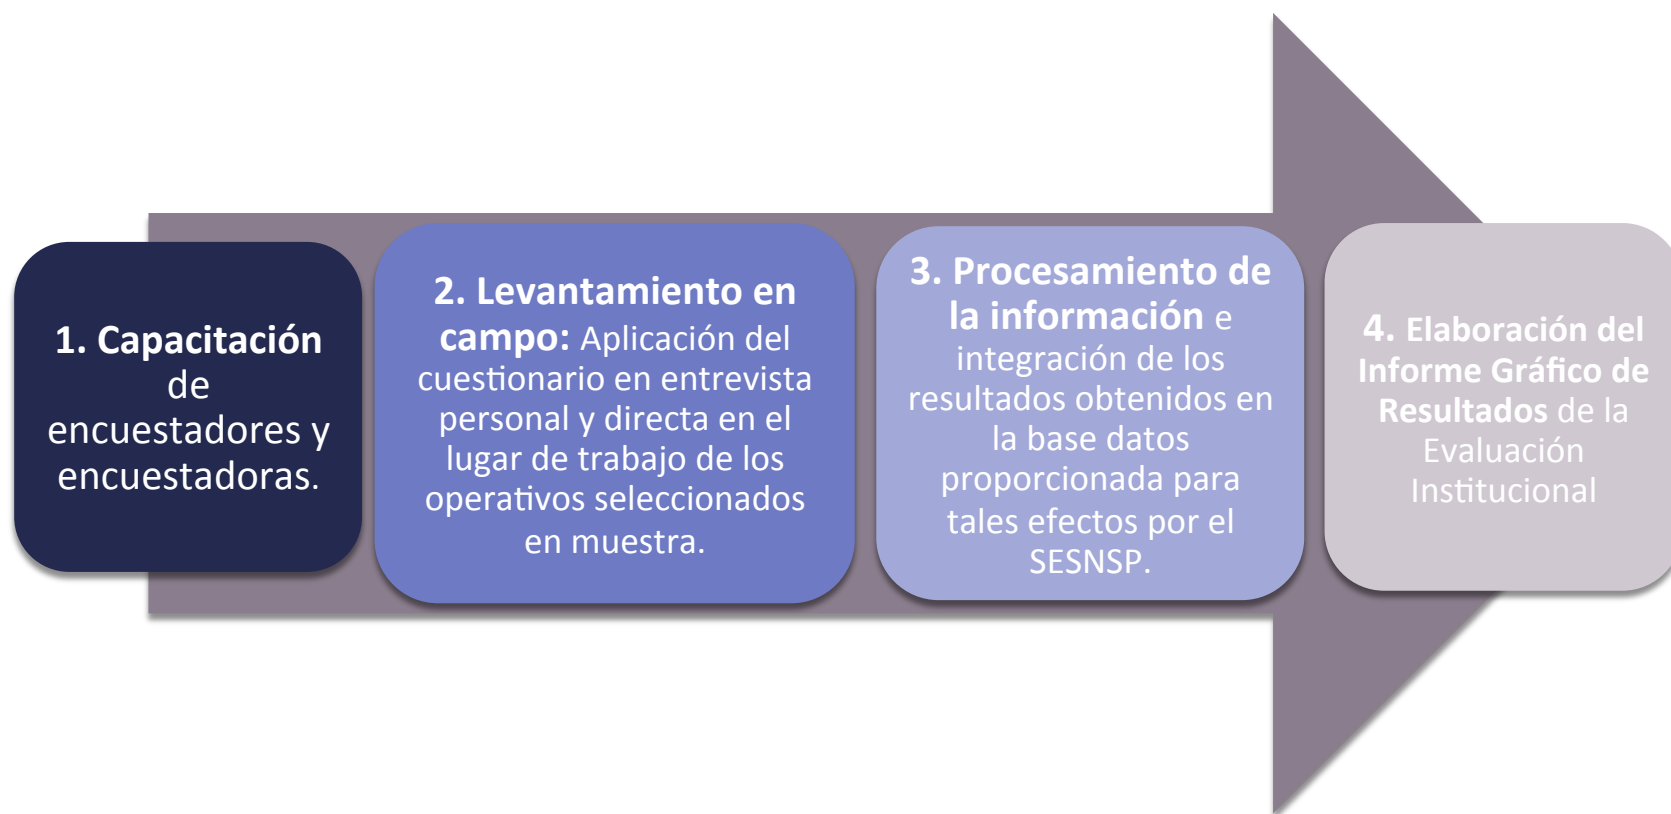 1. Capacitación
de
encuestadores y
encuestadoras.
2. Levantamiento en
campo: Aplicación del
cuestionario en entrevista
personal y directa en el
lugar de trabajo de los
operativos seleccionados
en muestra.
3. Procesamiento de
la información e
integración de los
resultados obtenidos en
la base datos
proporcionada para
tales efectos por el
SESNSP.
4. Elaboración del
Informe Gráfico de
Resultados de la
Evaluación
Institucional